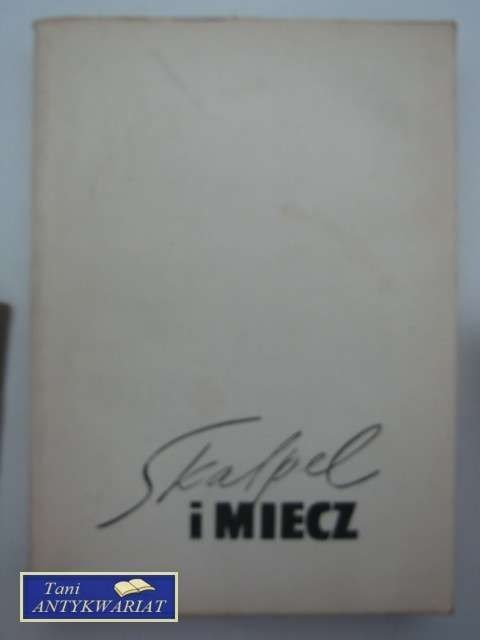 Skalpel
i MIECZ
Tani
ANTYKWARIAT